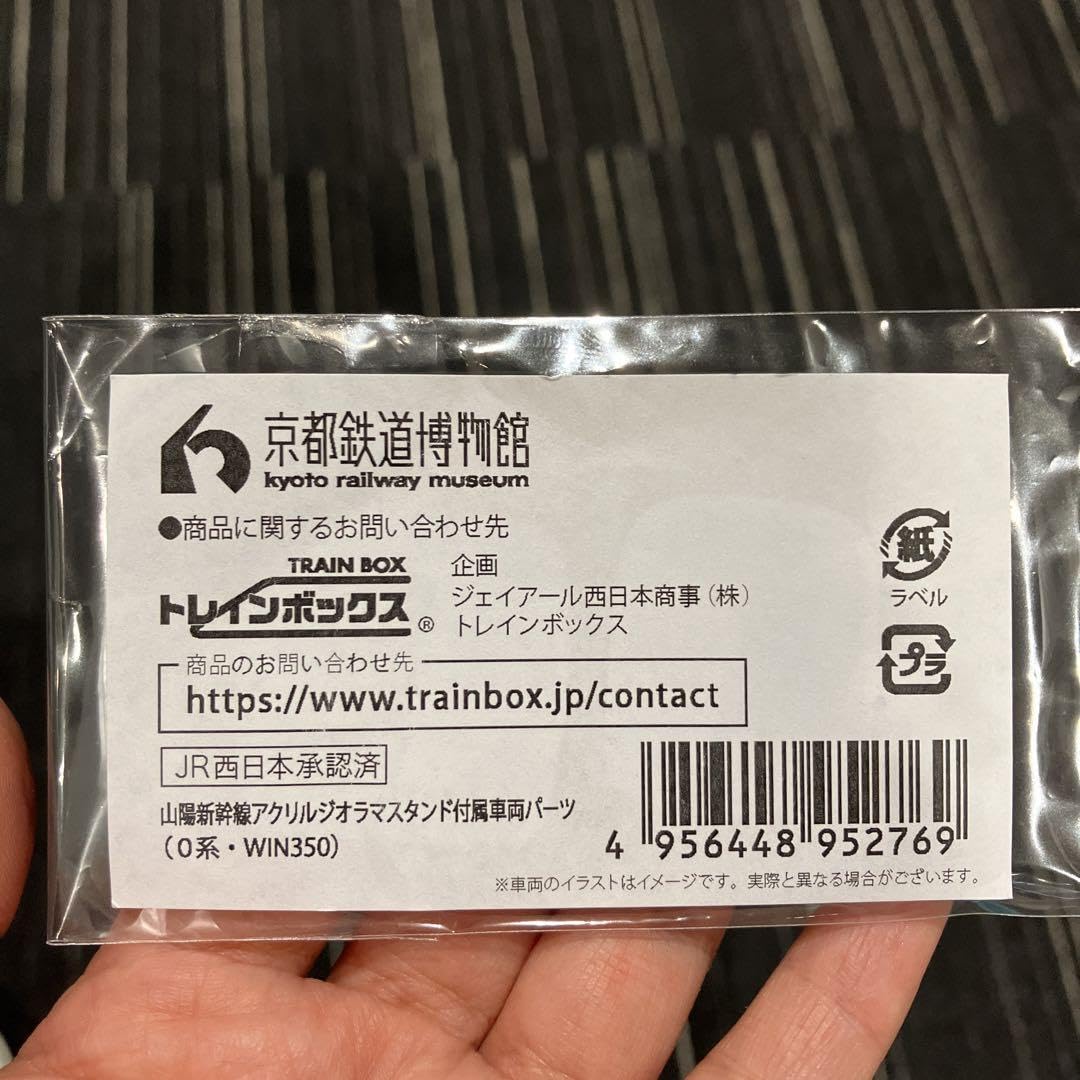 京都鉄道博物館
kyoto railway museum
●商品に関するお問い合わせ先
TRAIN BOX
トレインボックス®
企画
ジェイアール西日本商事（株）
トレインボックス
商品のお問い合わせ先
https://www.trainbox.jp/contact
紙
ラベル
プラ
JR西日本承認済
山陽新幹線アクリルジオラマスタンド付属車両パーツ
（0系・WIN350）
4 956448 952769
※車両のイラストはイメージです。実際と異なる場合がございます。